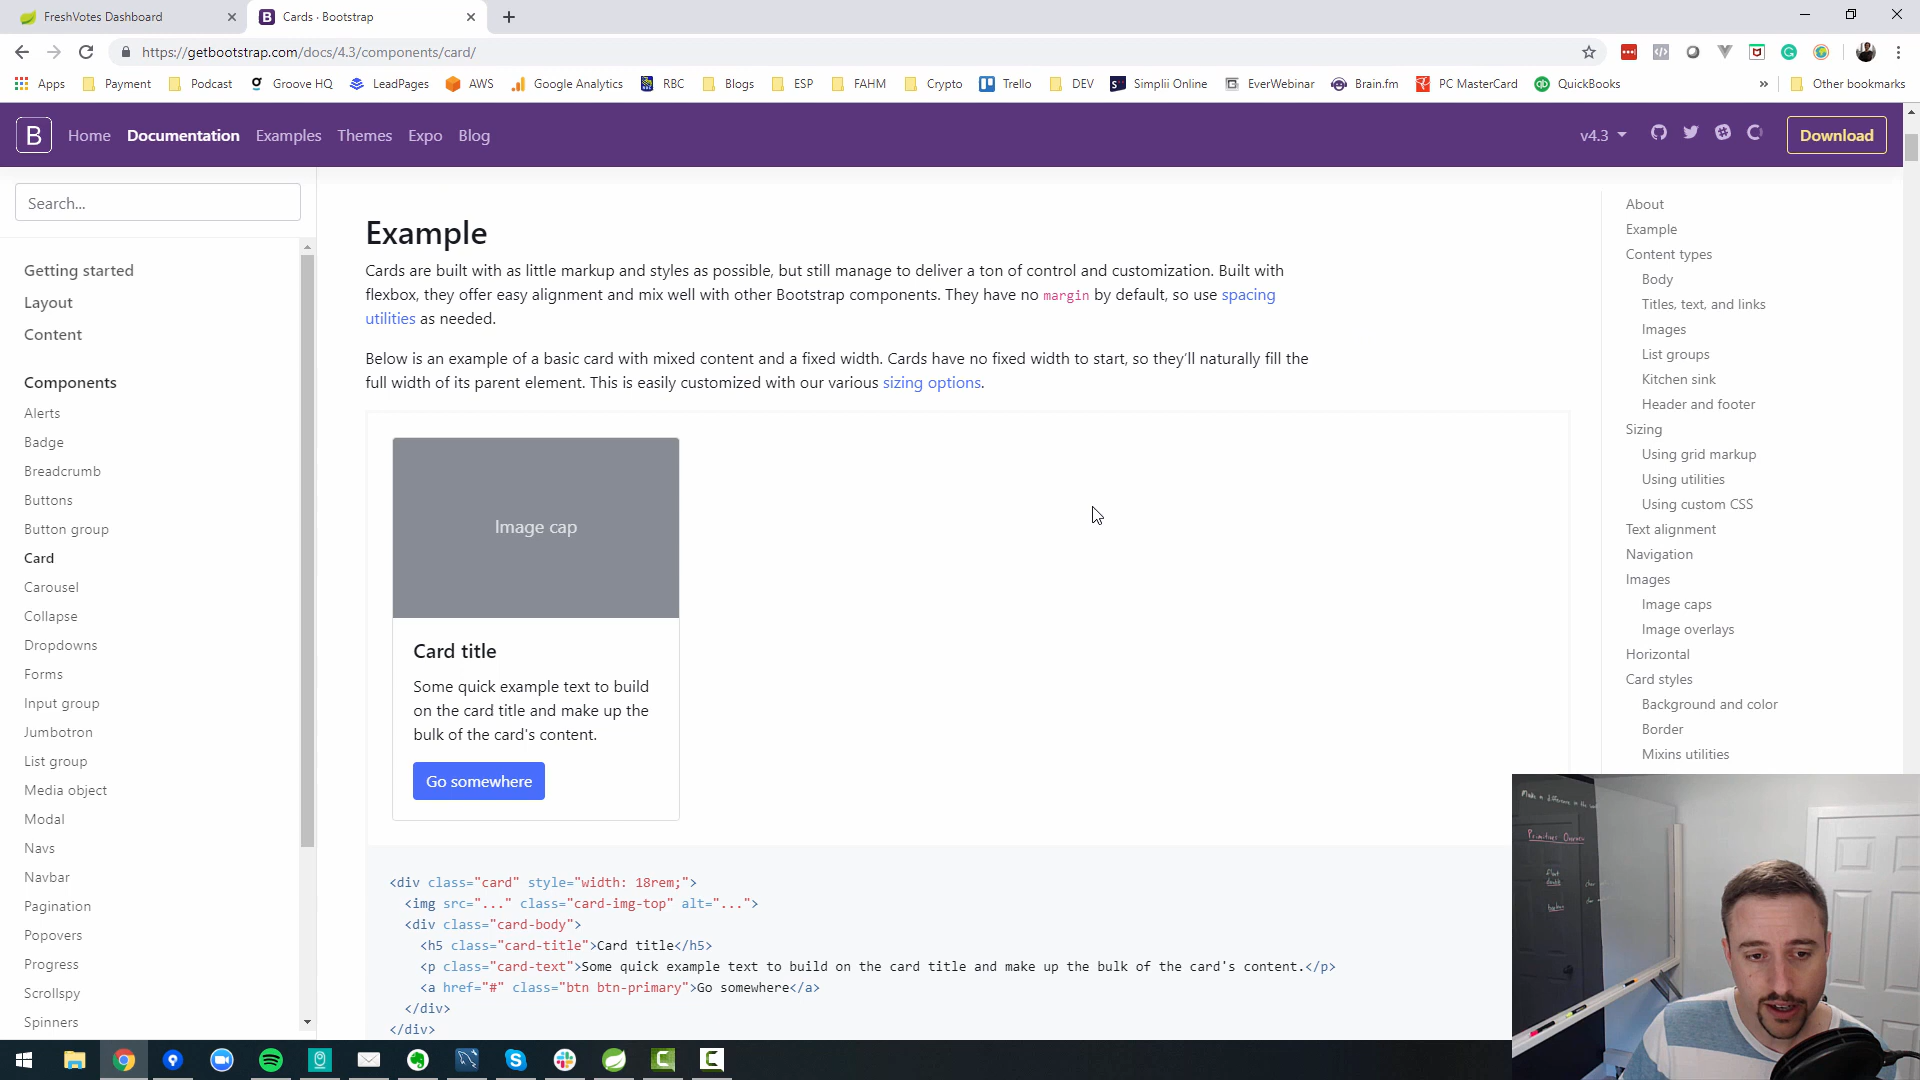 FreshVotes Dashboard
Cards · Bootstrap
https://getbootstrap.com/docs/4.3/components/card/
Apps Payment Podcast Groove HQ LeadPages AWS Google Analytics RBC Blogs ESP FAHM Crypto Trello DEV Simplii Online EverWebinar Brain.fm PC MasterCard QuickBooks » Other bookmarks
B Home Documentation Examples Themes Expo Blog v4.3 Download
Search...
Getting started
Layout
Content
Components
Alerts
Badge
Breadcrumb
Buttons
Button group
Card
Carousel
Collapse
Dropdowns
Forms
Input group
Jumbotron
List group
Media object
Modal
Navs
Navbar
Pagination
Popovers
Progress
Scrollspy
Spinners
Example
Cards are built with as little markup and styles as possible, but still manage to deliver a ton of control and customization. Built with
flexbox, they offer easy alignment and mix well with other Bootstrap components. They have no margin by default, so use spacing
utilities as needed.
Below is an example of a basic card with mixed content and a fixed width. Cards have no fixed width to start, so they’ll naturally fill the
full width of its parent element. This is easily customized with our various sizing options.
Image cap
Card title
Some quick example text to build
on the card title and make up the
bulk of the card's content.
Go somewhere
<div class="card" style="width: 18rem;">
<img src="..." class="card-img-top" alt="...">
<div class="card-body">
<h5 class="card-title">Card title</h5>
<p class="card-text">Some quick example text to build on the card title and make up the bulk of the card's content.</p>
<a href="#" class="btn btn-primary">Go somewhere</a>
</div>
</div>
About
Example
Content types
Body
Titles, text, and links
Images
List groups
Kitchen sink
Header and footer
Sizing
Using grid markup
Using utilities
Using custom CSS
Text alignment
Navigation
Images
Image caps
Image overlays
Horizontal
Card styles
Background and color
Border
Mixins utilities
Make a difference in the
Primitives Overview
float
double
boolean